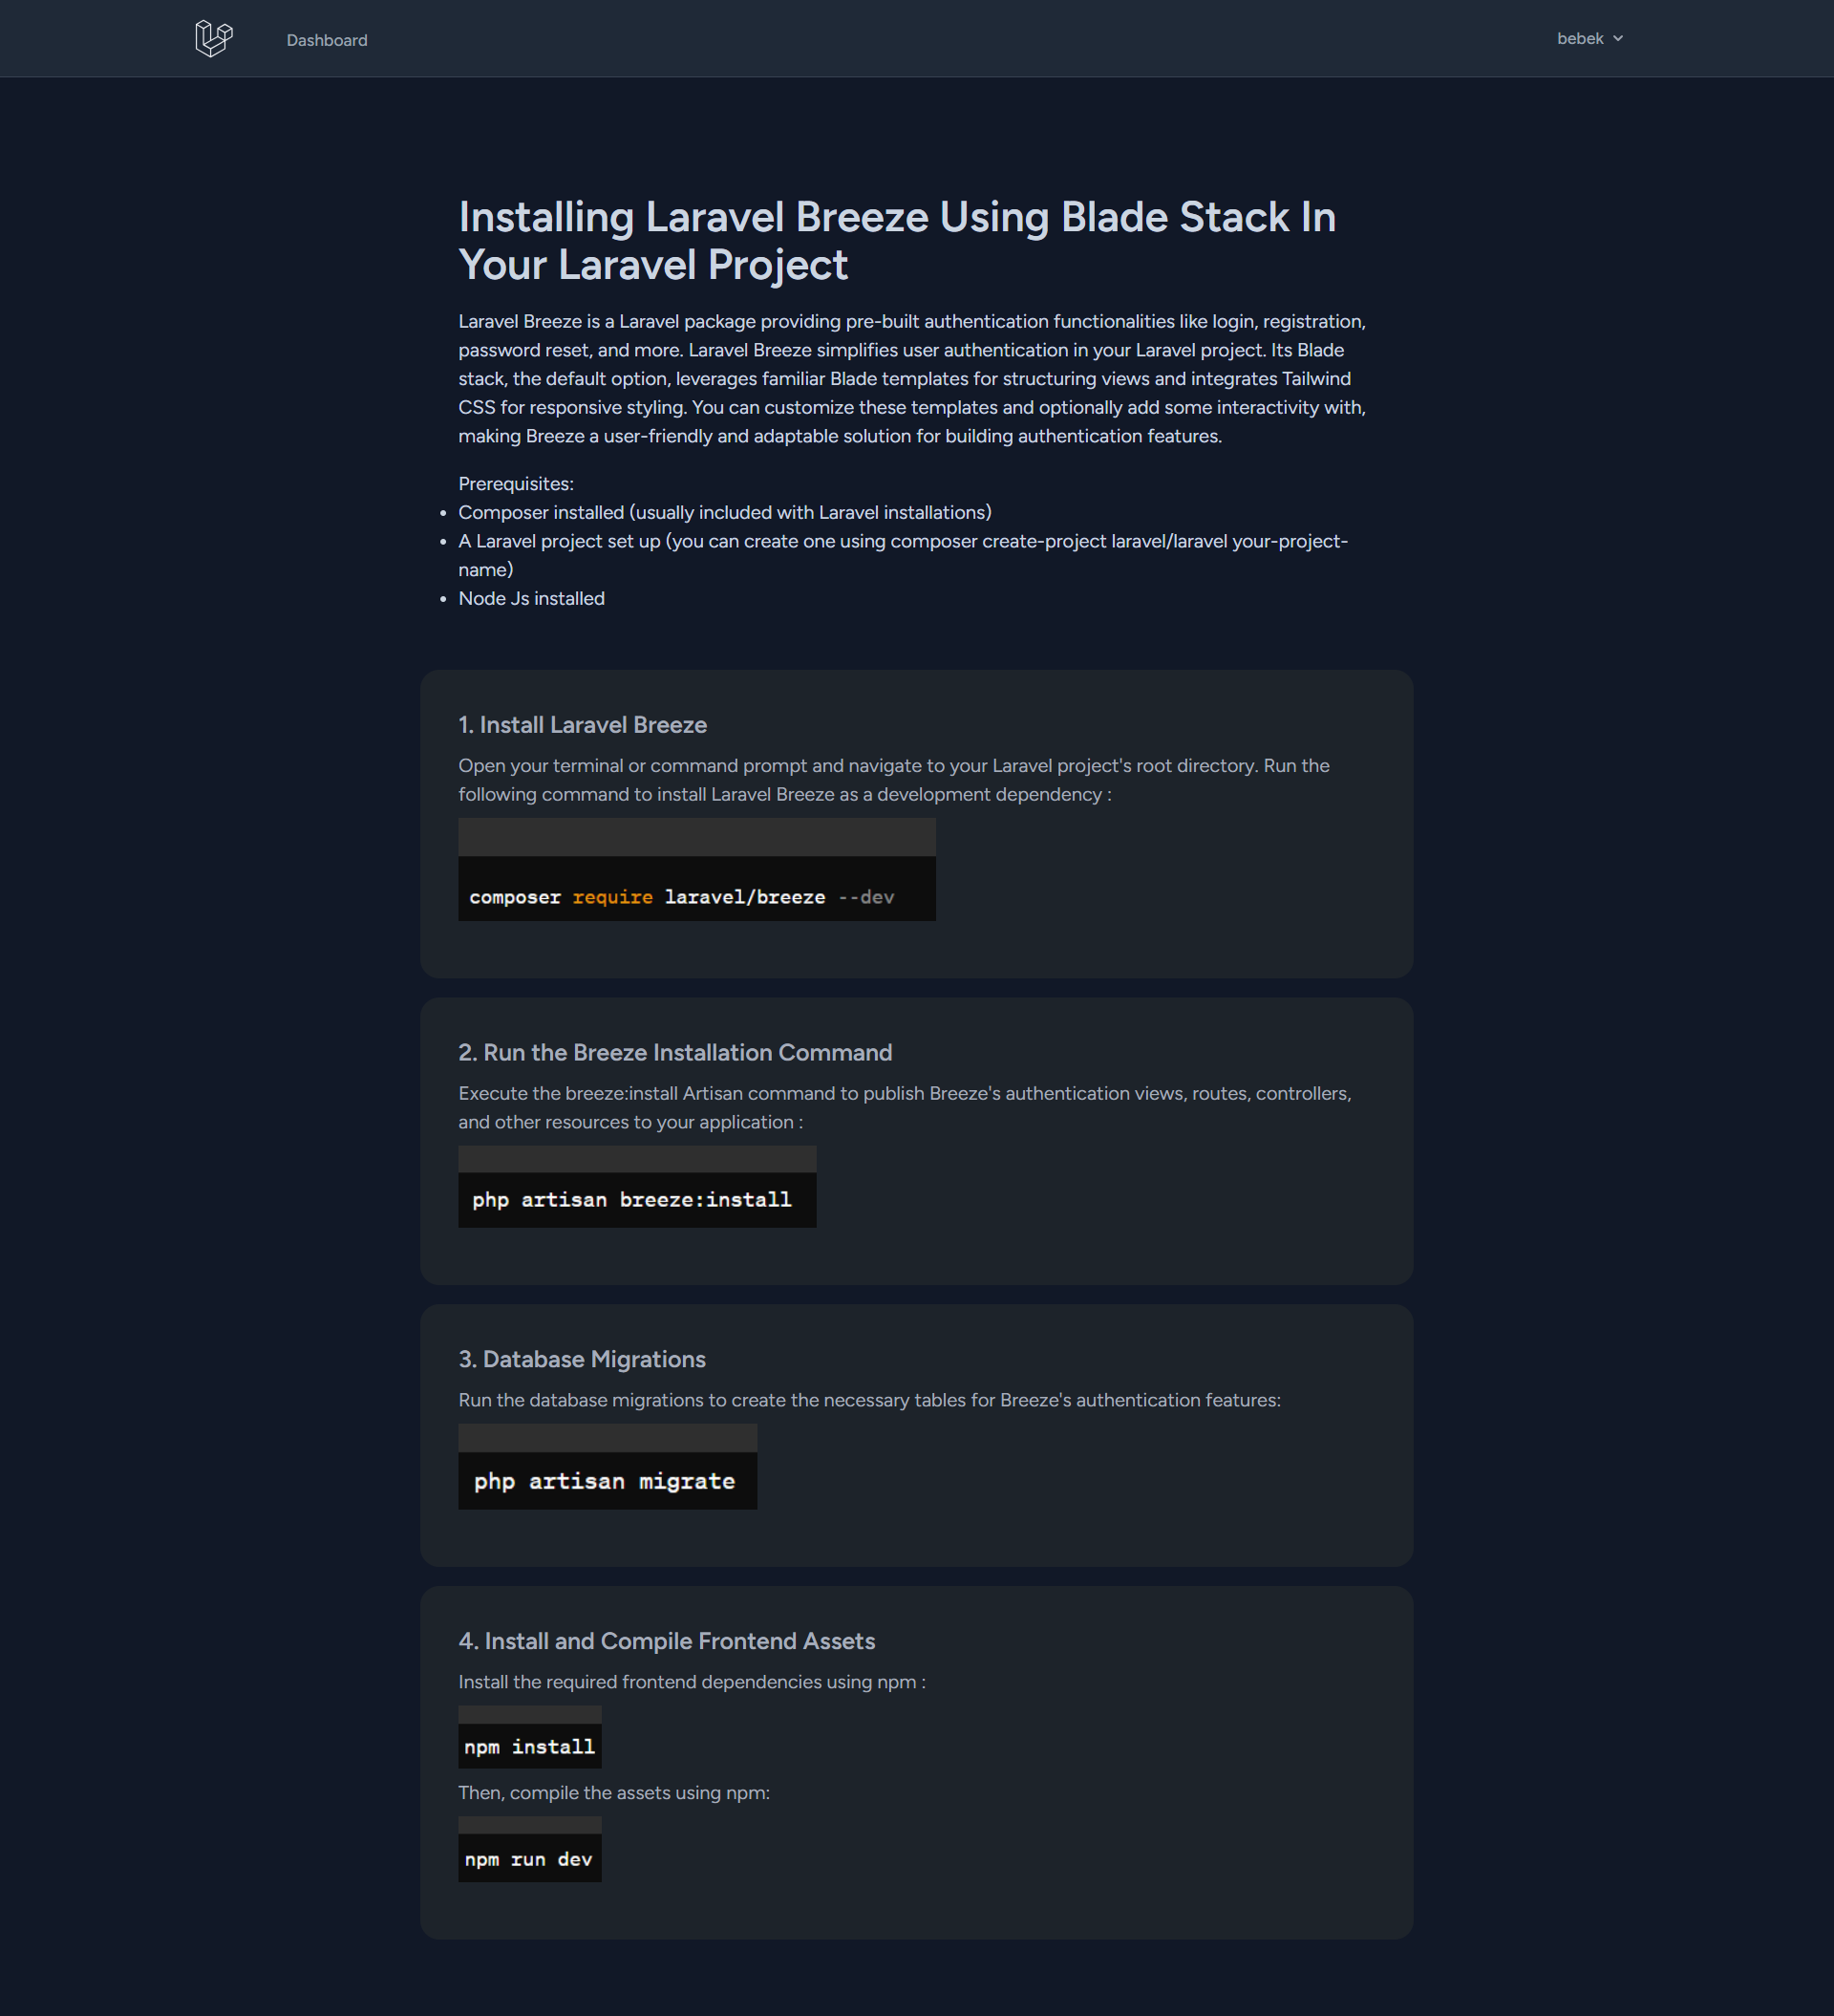 Dashboard
bebek
Installing Laravel Breeze Using Blade Stack In
Your Laravel Project
Laravel Breeze is a Laravel package providing pre-built authentication functionalities like login, registration,
password reset, and more. Laravel Breeze simplifies user authentication in your Laravel project. Its Blade
stack, the default option, leverages familiar Blade templates for structuring views and integrates Tailwind
CSS for responsive styling. You can customize these templates and optionally add some interactivity with,
making Breeze a user-friendly and adaptable solution for building authentication features.
Prerequisites:
• Composer installed (usually included with Laravel installations)
• A Laravel project set up (you can create one using composer create-project laravel/laravel your-project-
name)
• Node Js installed
1. Install Laravel Breeze
Open your terminal or command prompt and navigate to your Laravel project's root directory. Run the
following command to install Laravel Breeze as a development dependency :
composer require laravel/breeze --dev
2. Run the Breeze Installation Command
Execute the breeze:install Artisan command to publish Breeze's authentication views, routes, controllers,
and other resources to your application :
php artisan breeze:install
3. Database Migrations
Run the database migrations to create the necessary tables for Breeze's authentication features:
php artisan migrate
4. Install and Compile Frontend Assets
Install the required frontend dependencies using npm :
npm install
Then, compile the assets using npm:
npm run dev